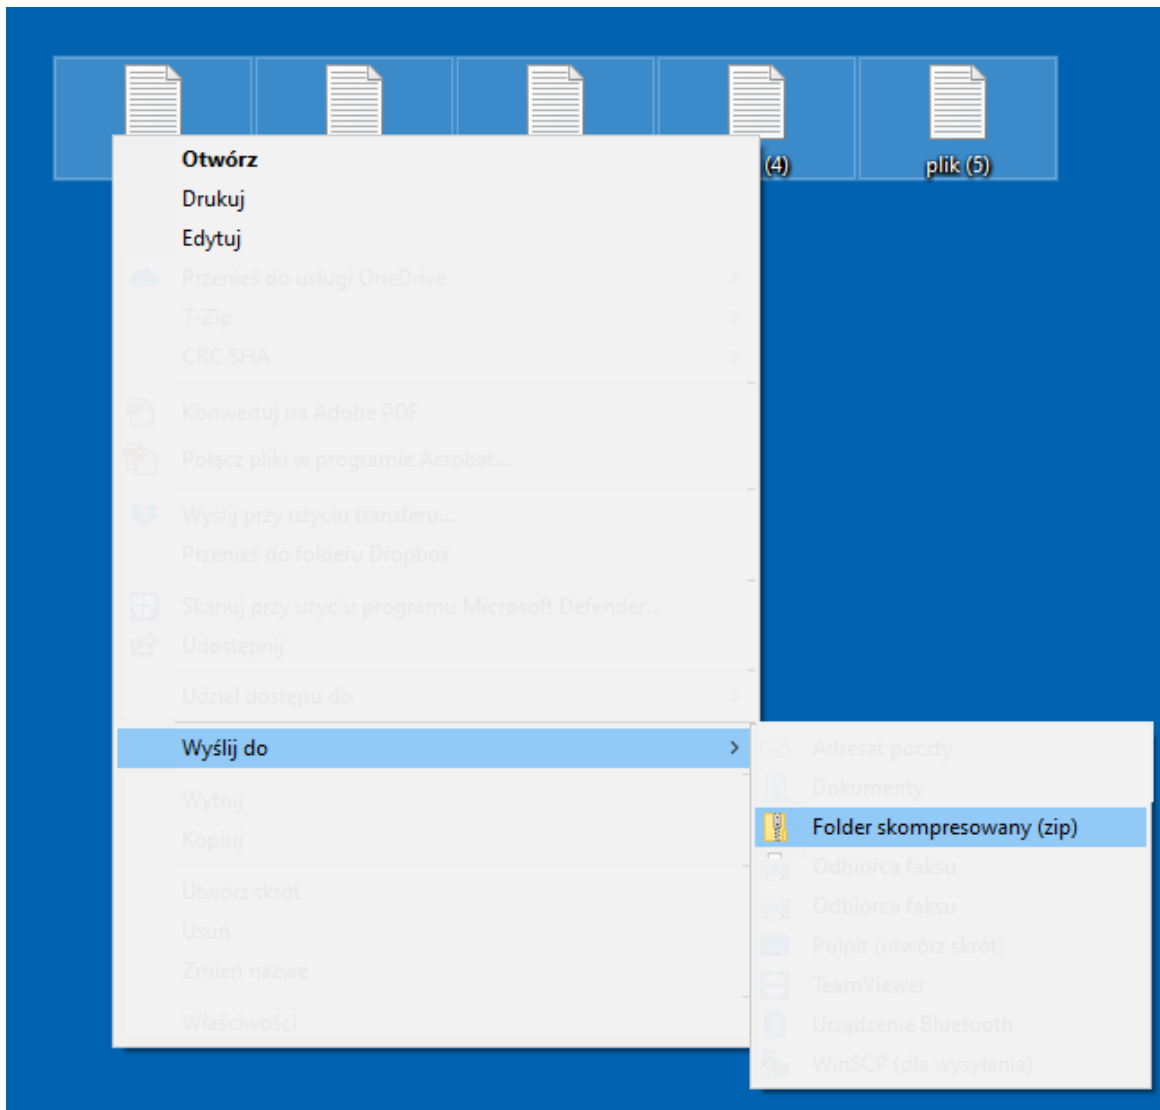 (4)
plik (5)
Otwórz
Drukuj
Edytuj
Przenieś do usługi OneDrive
7-Zip
CRC SHA
Konwertuj na Adobe PDF
Połącz pliki w programie Acrobat...
Wyślij przy użyciu transferu...
Przenieś do folderu Dropbox
Skanuj przy użyciu programu Microsoft Defender...
Udostępnij
Udziel dostępu do
Wyślij do
Wytnij
Kopiuj
Utwórz skrót
Usuń
Zmień nazwę
Właściwości
Adresat poczty
Dokumenty
Folder skompresowany (zip)
Odbiorca faksu
Odbiorca faksu
Pulpit (utwórz skrót)
TeamViewer
Urządzenie Bluetooth
WinSCP (dla wysyłania)